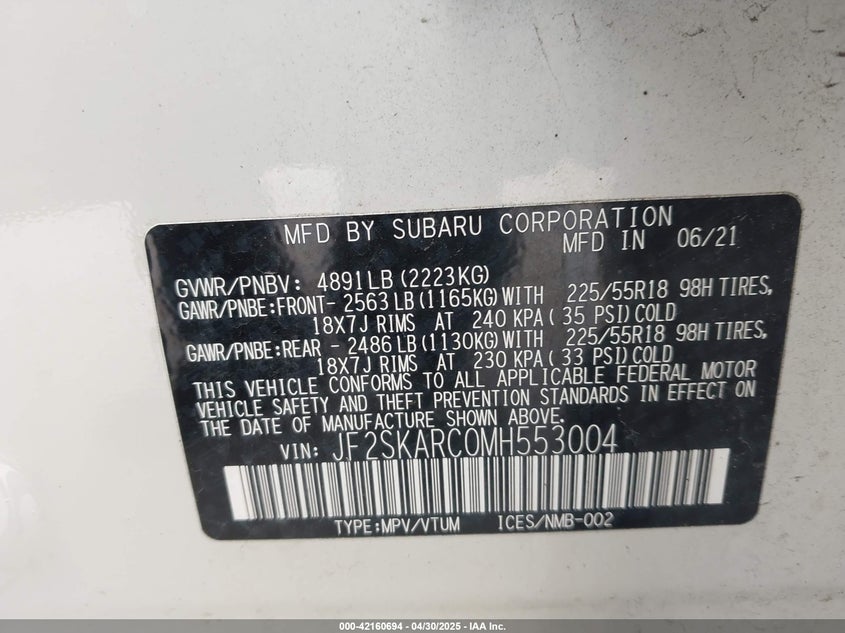 MFD BY SUBARU CORPORATION
MFD IN 06/21
GVWR/PNBV: 4891LB(2223KG)
GAWR/PNBE:FRONT- 2563LB(1165KG)WITH 225/55R18 98H TIRES,
18X7J RIMS AT 240 KPA(35 PSI)COLD
GAWR/PNBE:REAR - 2486LB(1130KG)WITH 225/55R18 98H TIRES,
18X7J RIMS AT 230 KPA(33 PSI)COLD
THIS VEHICLE CONFORMS TO ALL APPLICABLE FEDERAL MOTOR
VEHICLE SAFETY AND THEFT PREVENTION STANDARDS IN EFFECT ON
THE DATE OF MANUFACTURE SHOWN ABOVE.
VIN: JF2SKARC0MH553004
TYPE:MPV/VTUM ICES/NMB-002
000-42160694 - 04/30/2025 - IAA Inc.